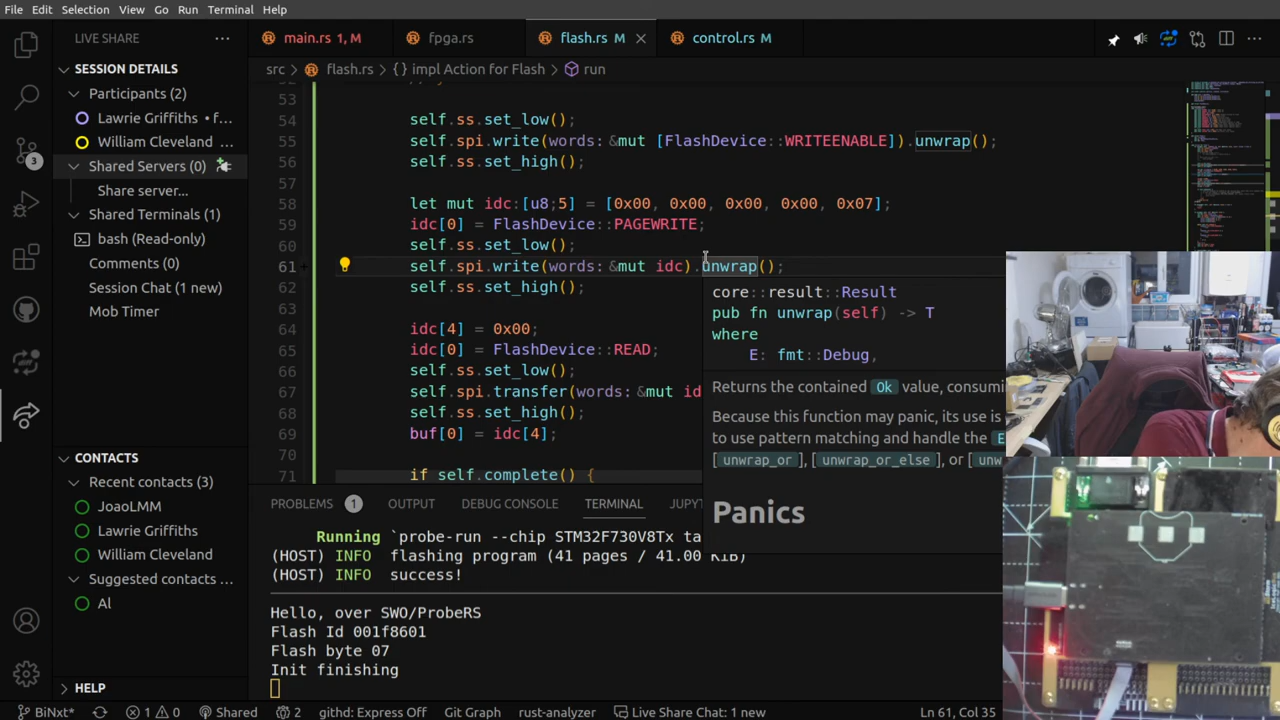 File Edit Selection View Go Run Terminal Help
LIVE SHARE ···
main.rs 1, M
fpga.rs
flash.rs M
control.rs M
SESSION DETAILS
Participants (2)
Lawrie Griffiths • f...
William Cleveland ...
Shared Servers (0)
Share server...
Shared Terminals (1)
bash (Read-only)
Comments (0)
Session Chat (1 new)
Mob Timer
CONTACTS
Recent contacts (3)
JoaoLMM
Lawrie Griffiths
William Cleveland
Suggested contacts ...
Al
HELP
3
src > flash.rs > {} impl Action for Flash > run
53
54 self.ss.set_low();
55 self.spi.write(words: &mut [FlashDevice::WRITEENABLE]).unwrap();
56 self.ss.set_high();
57
58 let mut idc:[u8;5] = [0x00, 0x00, 0x00, 0x00, 0x07];
59 idc[0] = FlashDevice::PAGEWRITE;
60 self.ss.set_low();
61 self.spi.write(words: &mut idc).unwrap();
62 self.ss.set_high();
63
64 idc[4] = 0x00;
65 idc[0] = FlashDevice::READ;
66 self.ss.set_low();
67 self.spi.transfer(words: &mut id
68 self.ss.set_high();
69 buf[0] = idc[4];
70
71 if self.complete() {
core::result::Result
pub fn unwrap(self) -> T
where
E: fmt::Debug,
Returns the contained Ok value, consumi
Because this function may panic, its use is
to use pattern matching and handle the E
[unwrap_or], [unwrap_or_else], or [unw
Panics
PROBLEMS 1 OUTPUT DEBUG CONSOLE TERMINAL JUPY
Running `probe-run --chip STM32F730V8Tx ta
(HOST) INFO flashing program (41 pages / 41.00 KiB)
(HOST) INFO success!
Hello, over SWO/ProbeRS
Flash Id 001f8601
Flash byte 07
Init finishing
BiNxt* 1 0 Shared 2 githd: Express Off Git Graph rust-analyzer Live Share Chat: 1 new Ln 61, Col 35